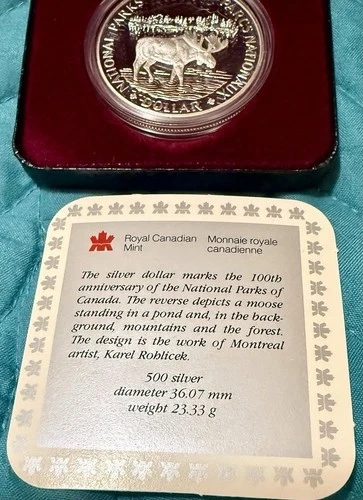 NATIONAL PARKS
NATIONAUX
DOLLAR
Royal Canadian
Mint
Monnaie royale
canadienne
The silver dollar marks the 100th
anniversary of the National Parks of
Canada. The reverse depicts a moose
standing in a pond and, in the back-
ground, mountains and the forest.
The design is the work of Montreal
artist, Karel Rohlicek.
500 silver
diameter 36.07 mm
weight 23.33 g